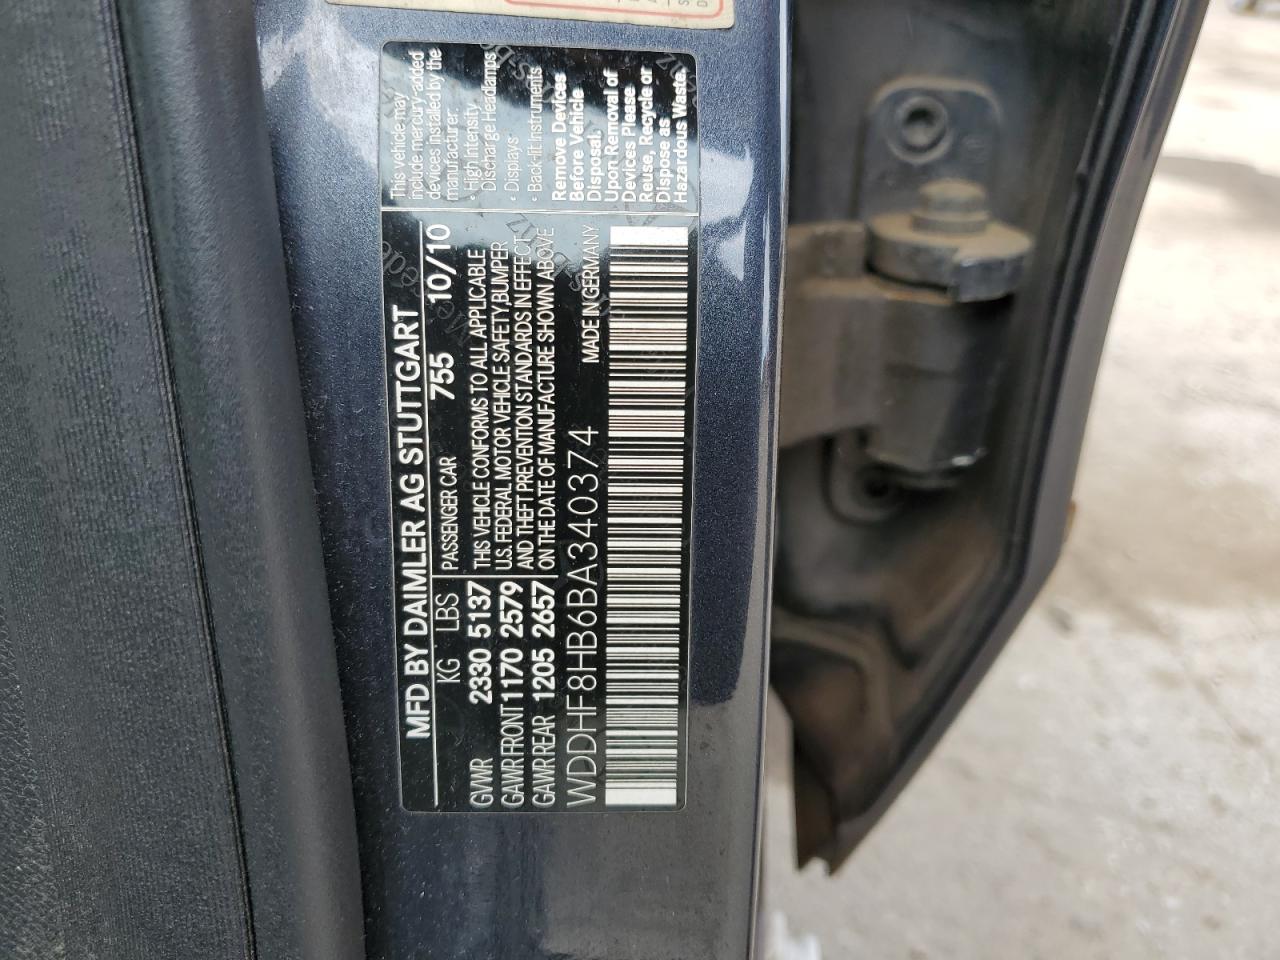 MFD BY DAIMLER AG STUTTGART
KG LBS PASSENGER CAR 755 10/10
GVWR 2330 5137 THIS VEHICLE CONFORMS TO ALL APPLICABLE
GAWR FRONT 1170 2579 U.S. FEDERAL MOTOR VEHICLE SAFETY, BUMPER
GAWR REAR 1205 2657 AND THEFT PREVENTION STANDARDS IN EFFECT
ON THE DATE OF MANUFACTURE SHOWN ABOVE
WDDHF8HB6BA340374 MADE IN GERMANY
This vehicle may
include mercury-added
devices installed by the
manufacturer:
· High Intensity
Discharge Headlamps
· Displays
· Back-lit Instruments
Remove Devices
Before Vehicle
Disposal.
Upon Removal of
Devices Please
Reuse, Recycle or
Dispose as
Hazardous Waste.